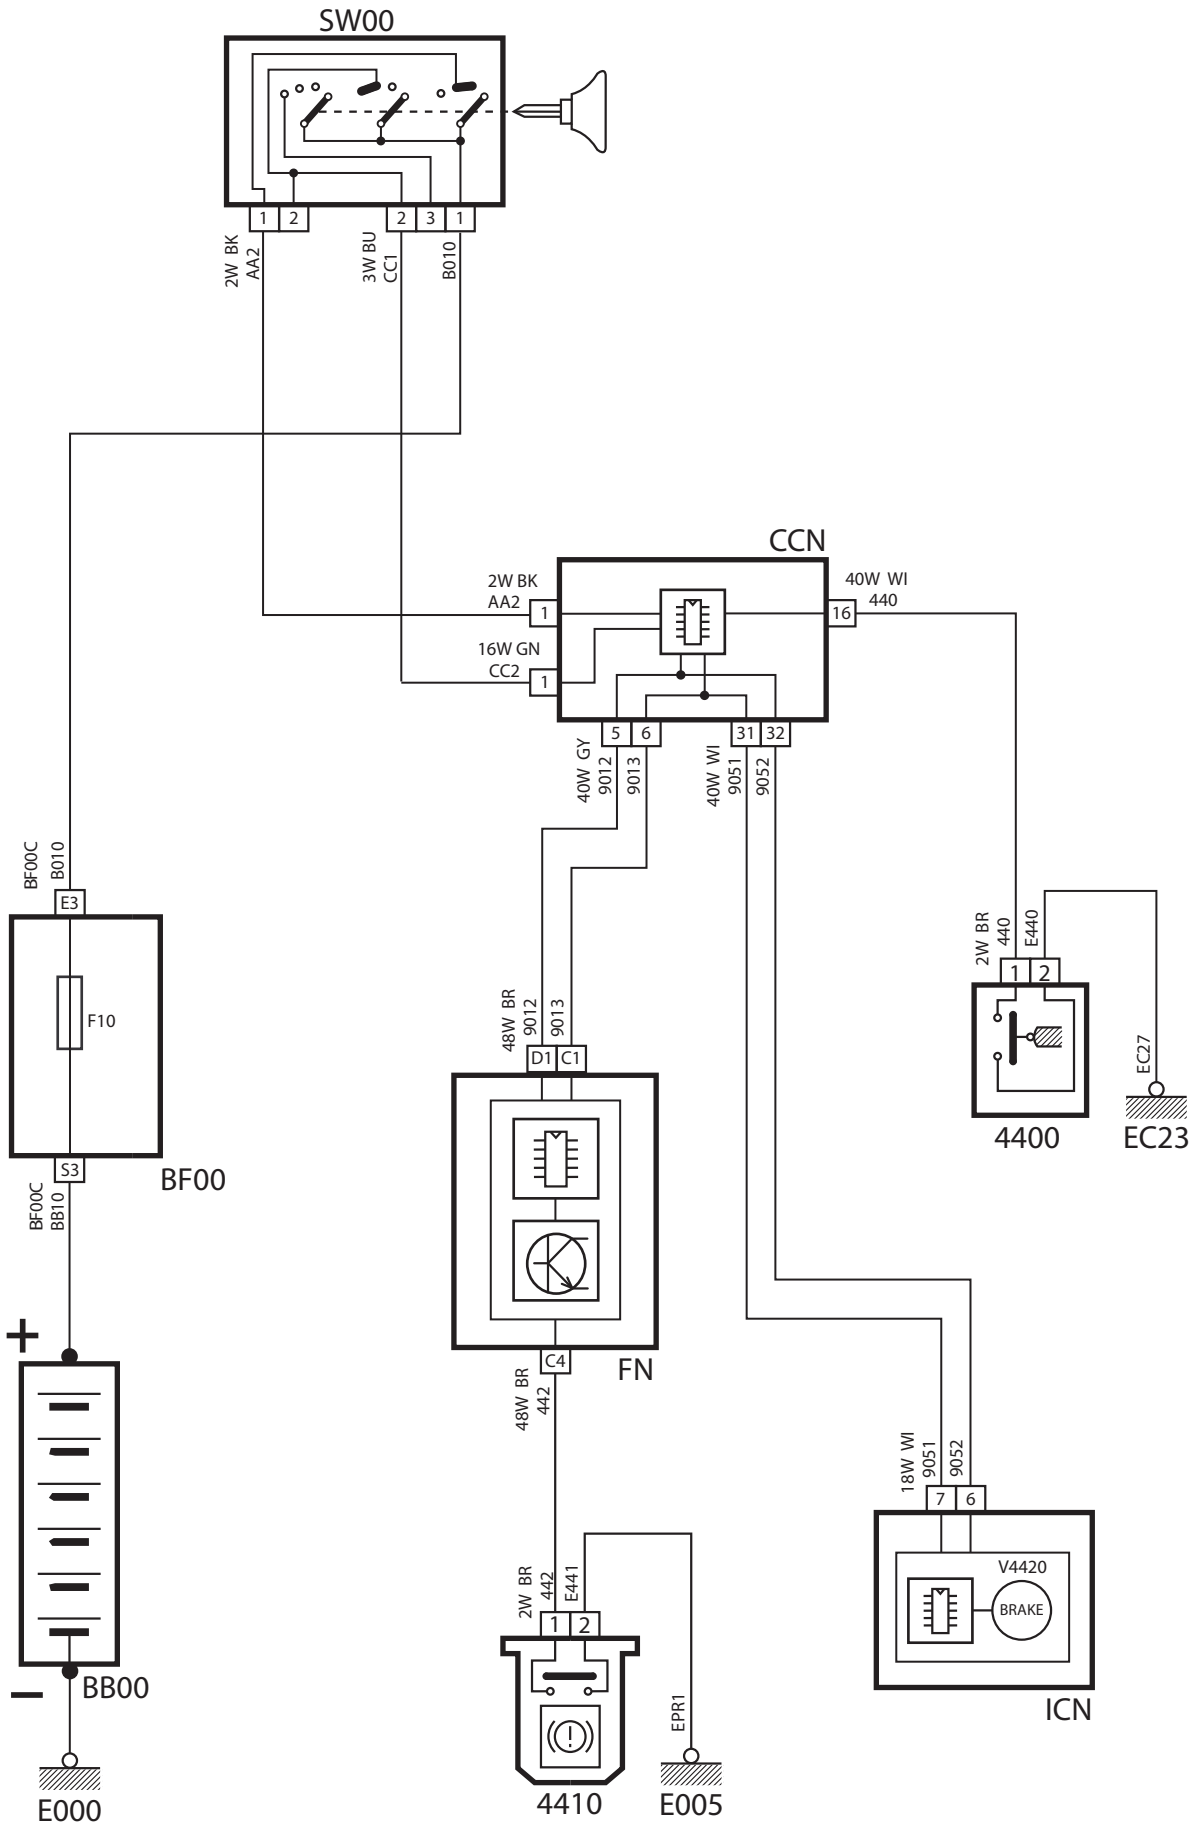 SW00
1 2
2 3 1
2W BK
AA2
3W BU
CC1
B010
CCN
2W BK
AA2
1
16W GN
CC2
1
40W WI
440
16
5 6
31 32
40W GY
9012
9013
40W WI
9051
9052
BF00C
B010
E3
F10
S3
BF00
BF00C
BB10
48W BR
9012
9013
D1 C1
C4
FN
48W BR
442
2W BR
440
E440
1 2
4400
EC27
EC23
+
−
BB00
E000
2W BR
442
E441
1 2
!
4410
EPR1
E005
18W WI
9051
9052
7 6
V4420
BRAKE
ICN